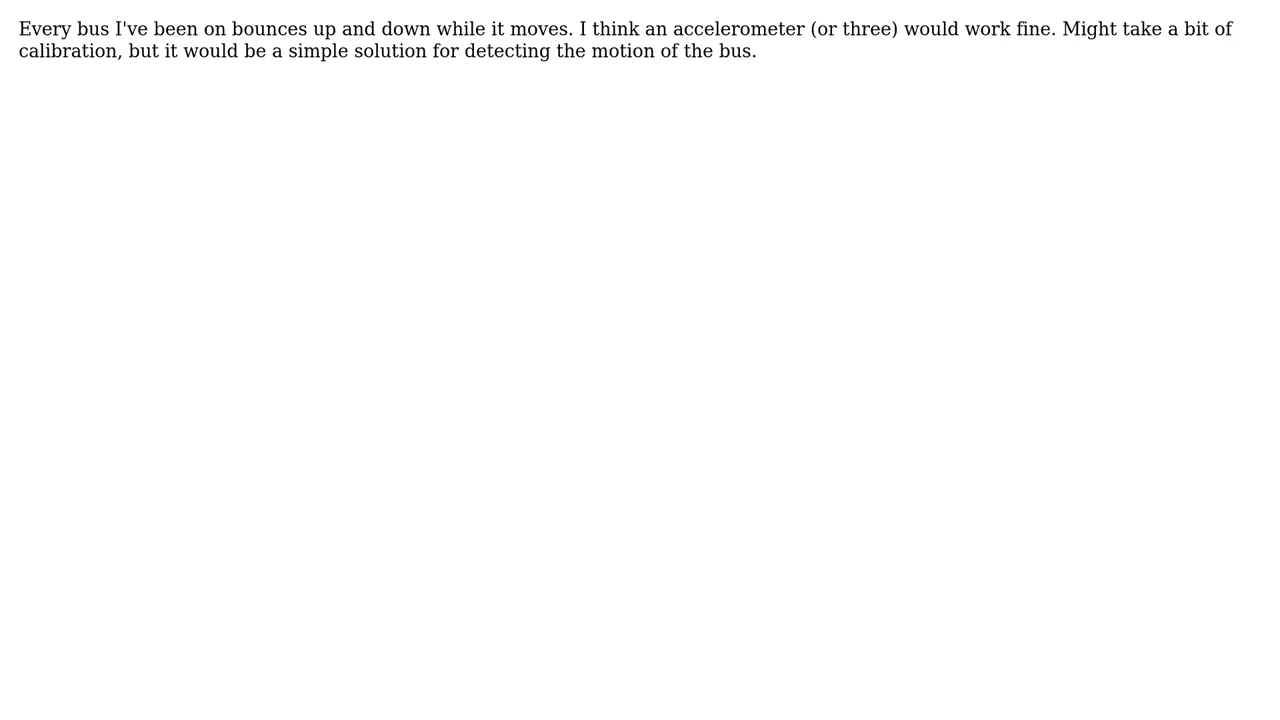 Every bus I've been on bounces up and down while it moves. I think an accelerometer (or three) would work fine. Might take a bit of
calibration, but it would be a simple solution for detecting the motion of the bus.